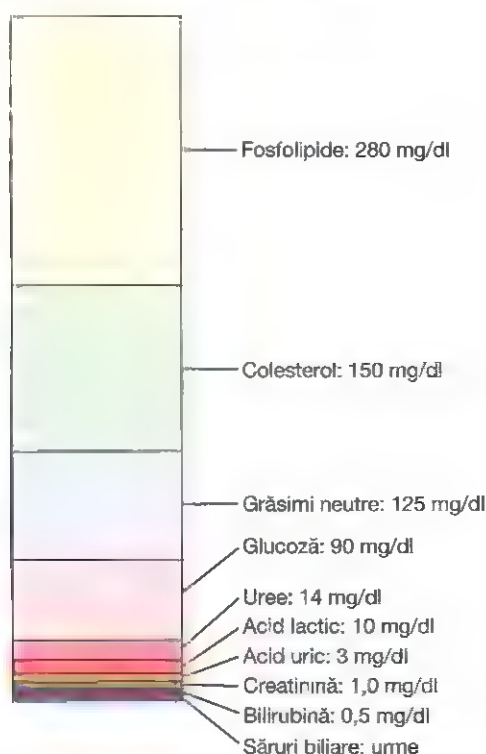 Fosfolipide: 280 mg/dl
Colesterol: 150 mg/dl
Grăsimi neutre: 125 mg/dl
Glucoză: 90 mg/dl
Uree: 14 mg/dl
Acid lactic: 10 mg/dl
Acid uric: 3 mg/dl
Creatinină: 1,0 mg/dl
Bilirubină: 0,5 mg/dl
Săruri biliare: urme